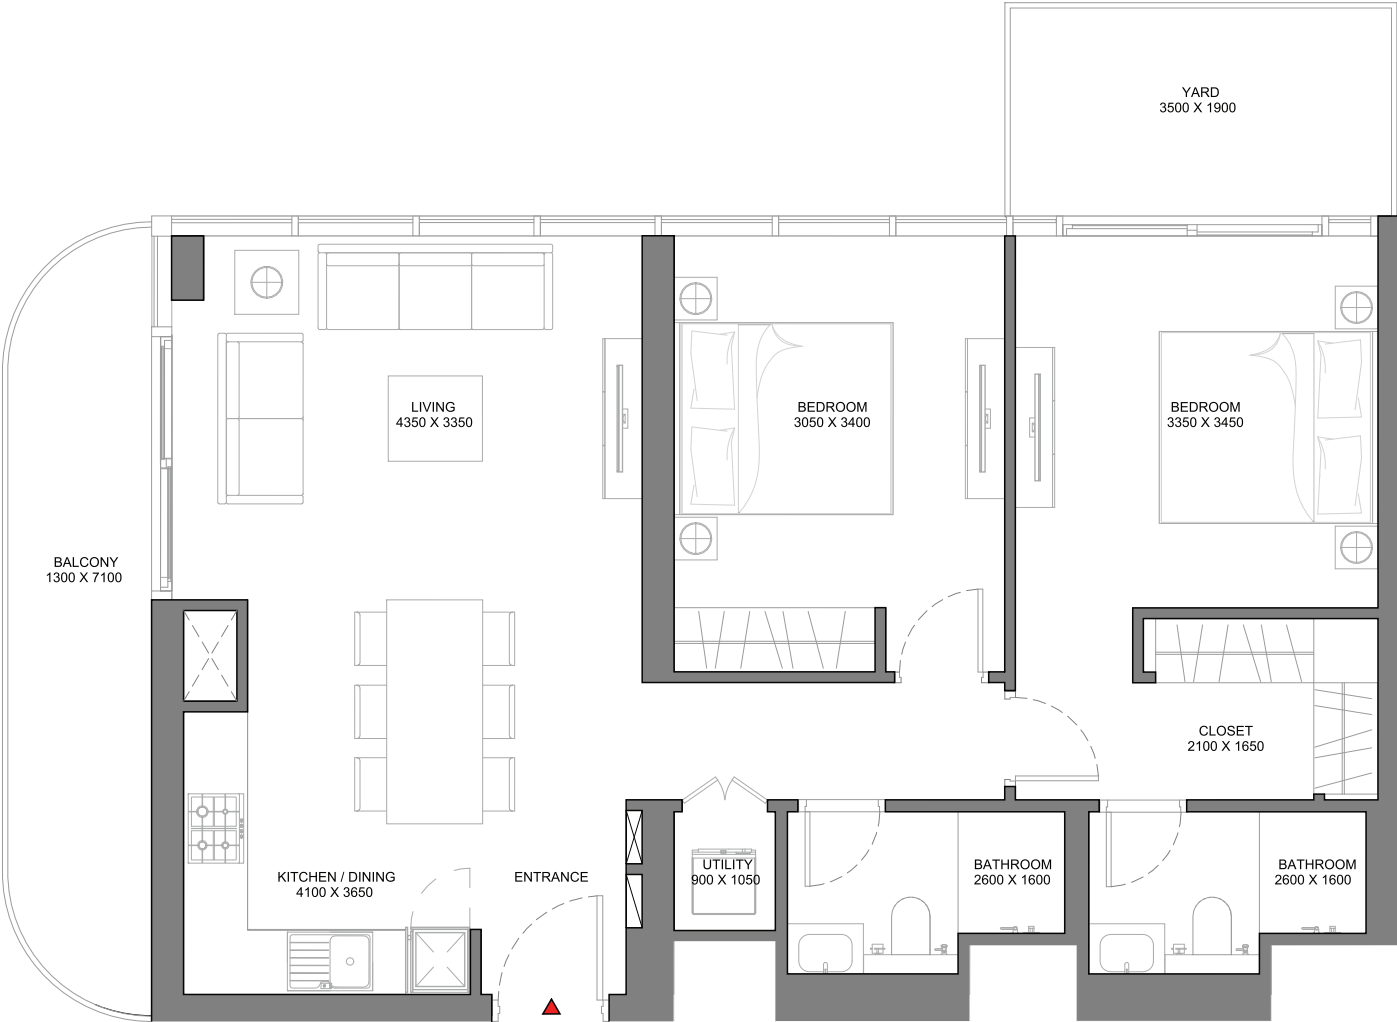 YARD
3500 X 1900
LIVING
4350 X 3350
BEDROOM
3050 X 3400
BEDROOM
3350 X 3450
BALCONY
1300 X 7100
CLOSET
2100 X 1650
KITCHEN / DINING
4100 X 3650
ENTRANCE
UTILITY
900 X 1050
BATHROOM
2600 X 1600
BATHROOM
2600 X 1600